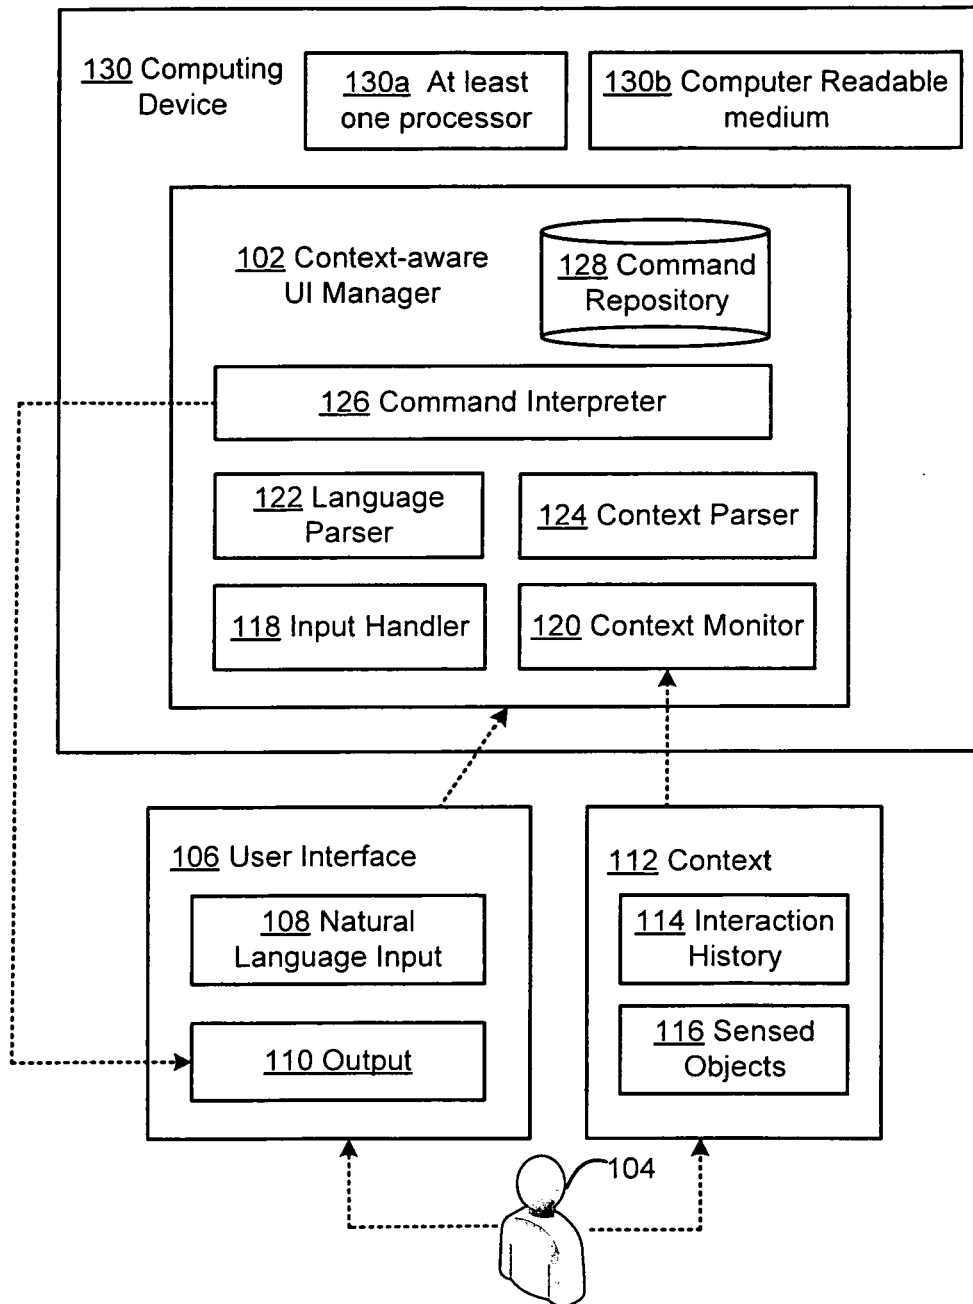 130 Computing
Device
130a At least
one processor
130b Computer Readable
medium
102 Context-aware
UI Manager
128 Command
Repository
126 Command Interpreter
122 Language
Parser
124 Context Parser
118 Input Handler
120 Context Monitor
106 User Interface
108 Natural
Language Input
110 Output
112 Context
114 Interaction
History
116 Sensed
Objects
104